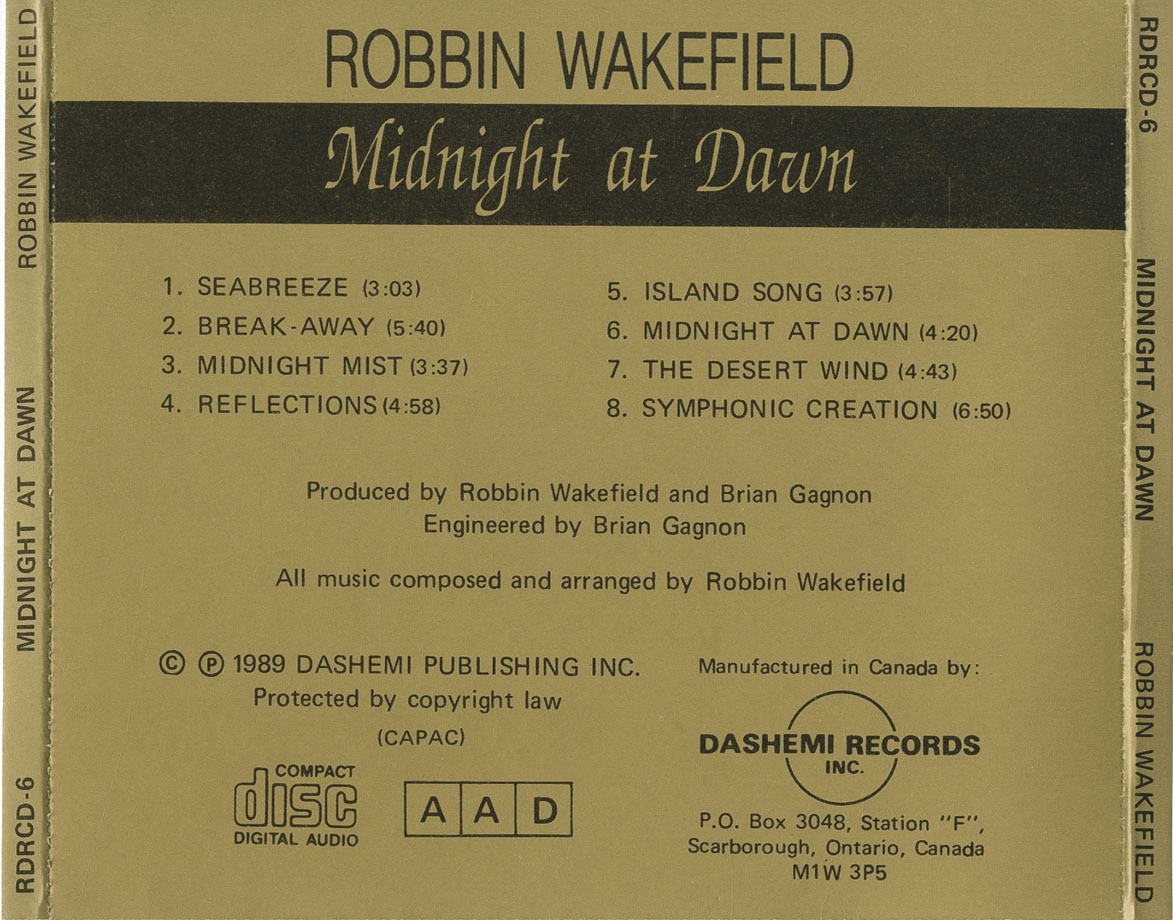 ROBBIN WAKEFIELD
Midnight at Dawn
1. SEABREEZE (3:03)
2. BREAK-AWAY (5:40)
3. MIDNIGHT MIST (3:37)
4. REFLECTIONS (4:58)
5. ISLAND SONG (3:57)
6. MIDNIGHT AT DAWN (4:20)
7. THE DESERT WIND (4:43)
8. SYMPHONIC CREATION (6:50)
Produced by Robbin Wakefield and Brian Gagnon
Engineered by Brian Gagnon
All music composed and arranged by Robbin Wakefield
© ℗ 1989 DASHEMI PUBLISHING INC.
Protected by copyright law
(CAPAC)
COMPACT
disc
DIGITAL AUDIO
A A D
Manufactured in Canada by:
DASHEMI RECORDS
INC.
P.O. Box 3048, Station "F",
Scarborough, Ontario, Canada
M1W 3P5
RDRCD-6 MIDNIGHT AT DAWN ROBBIN WAKEFIELD
RDRCD-6 MIDNIGHT AT DAWN ROBBIN WAKEFIELD